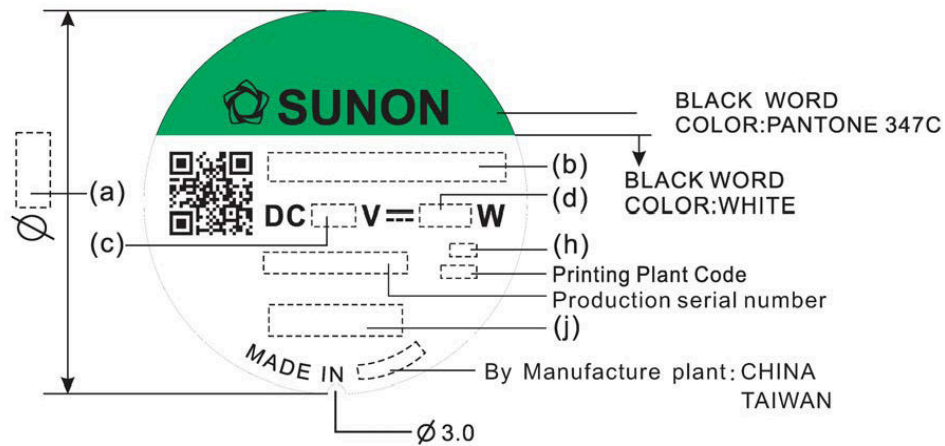 SUNON
BLACK WORD
COLOR:PANTONE 347C
BLACK WORD
COLOR:WHITE
(a)
Ø
(b)
DC V⎓ W
(d)
(c)
(h)
Printing Plant Code
Production serial number
(j)
MADE IN
By Manufacture plant: CHINA
TAIWAN
Ø 3.0